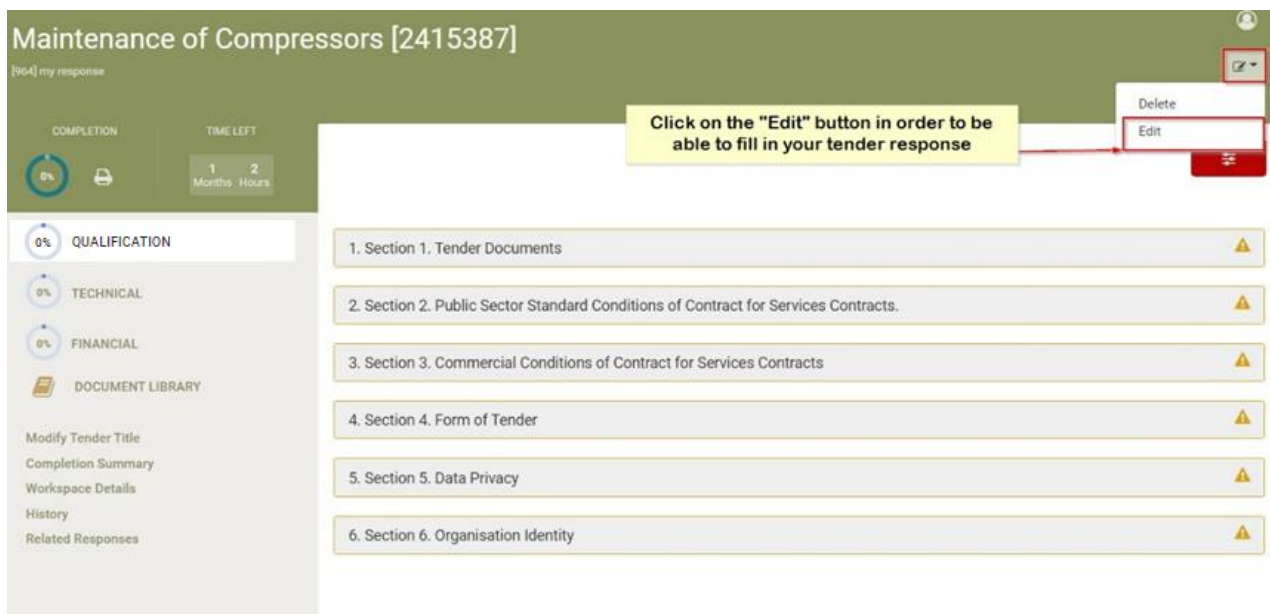 Maintenance of Compressors [2415387]
[964] my response
Delete
Edit
Click on the "Edit" button in order to be
able to fill in your tender response
COMPLETION
TIME LEFT
0%
1 2
Months Hours
0% QUALIFICATION
0% TECHNICAL
0% FINANCIAL
DOCUMENT LIBRARY
Modify Tender Title
Completion Summary
Workspace Details
History
Related Responses
1. Section 1. Tender Documents
2. Section 2. Public Sector Standard Conditions of Contract for Services Contracts.
3. Section 3. Commercial Conditions of Contract for Services Contracts
4. Section 4. Form of Tender
5. Section 5. Data Privacy
6. Section 6. Organisation Identity